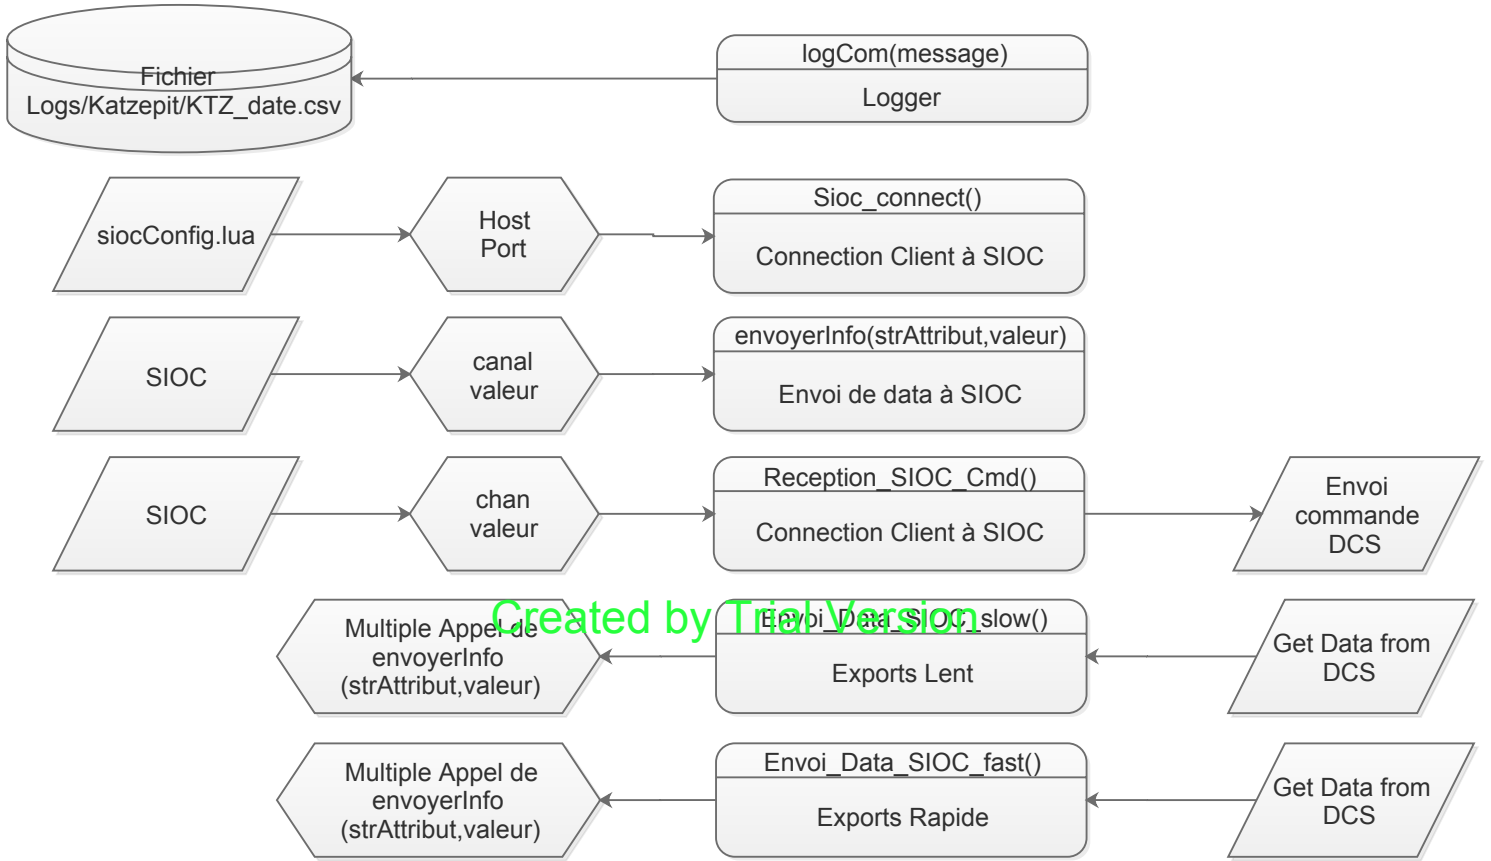 Fichier
Logs/Katzepit/KTZ_date.csv
logCom(message)
Logger
siocConfig.lua
Host
Port
Sioc_connect()
Connection Client à SIOC
SIOC
canal
valeur
envoyerInfo(strAttribut,valeur)
Envoi de data à SIOC
SIOC
chan
valeur
Reception_SIOC_Cmd()
Connection Client à SIOC
Envoi
commande
DCS
Created by Trial Version
Multiple Appel de
envoyerInfo
(strAttribut,valeur)
Envoi_Data_SIOC_slow()
Exports Lent
Get Data from
DCS
Multiple Appel de
envoyerInfo
(strAttribut,valeur)
Envoi_Data_SIOC_fast()
Exports Rapide
Get Data from
DCS